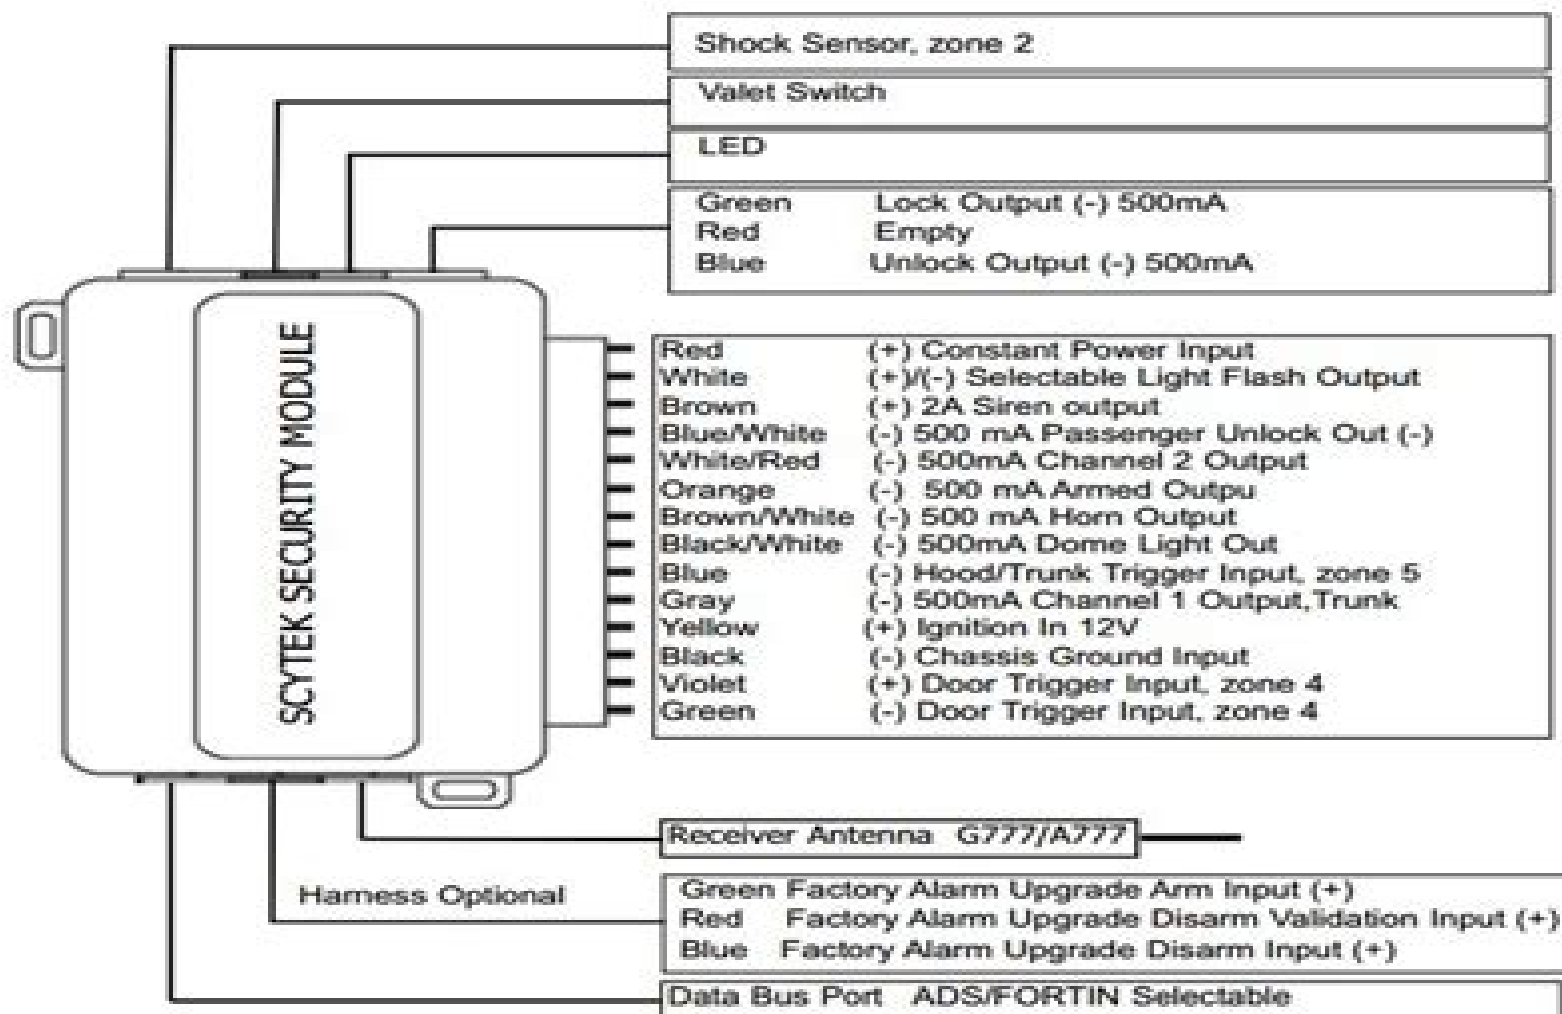 Shock Sensor, zone 2
Valet Switch
LED
Green Lock Output (-) 500mA
Red Empty
Blue Unlock Output (-) 500mA
SCYTEK SECURITY MODULE
Red (+) Constant Power Input
White (+)/(-) Selectable Light Flash Output
Brown (+) 2A Siren output
Blue/White (-) 500 mA Passenger Unlock Out (-)
White/Red (-) 500mA Channel 2 Output
Orange (-) 500 mA Armed Outpu
Brown/White (-) 500 mA Horn Output
Black/White (-) 500mA Dome Light Out
Blue (-) Hood/Trunk Trigger Input, zone 5
Gray (-) 500mA Channel 1 Output,Trunk
Yellow (+) Ignition In 12V
Black (-) Chassis Ground Input
Violet (+) Door Trigger Input, zone 4
Green (-) Door Trigger Input, zone 4
Receiver Antenna G777/A777
Harness Optional
Green Factory Alarm Upgrade Arm Input (+)
Red Factory Alarm Upgrade Disarm Validation Input (+)
Blue Factory Alarm Upgrade Disarm Input (+)
Data Bus Port ADS/FORTIN Selectable